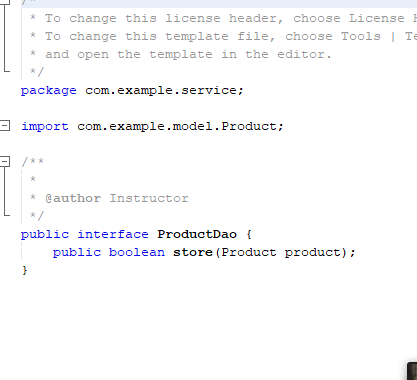 /*
 * To change this license header, choose License
 * To change this template file, choose Tools |
 * and open the template in the editor.
 */
package com.example.service;
import com.example.model.Product;
/**
 *
 * @author Instructor
 */
public interface ProductDao {
    public boolean store(Product product);
}